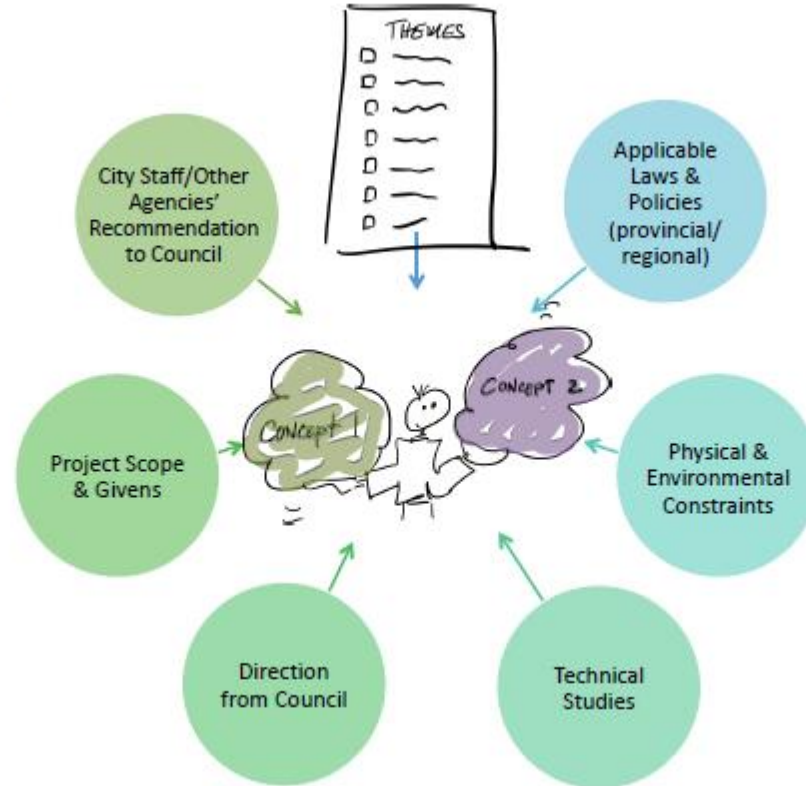 THEMES
City Staff/Other
Agencies'
Recommendation
to Council
Applicable
Laws &
Policies
(provincial/
regional)
CONCEPT 1
CONCEPT 2
Project Scope
& Givens
Physical &
Environmental
Constraints
Direction
from Council
Technical
Studies